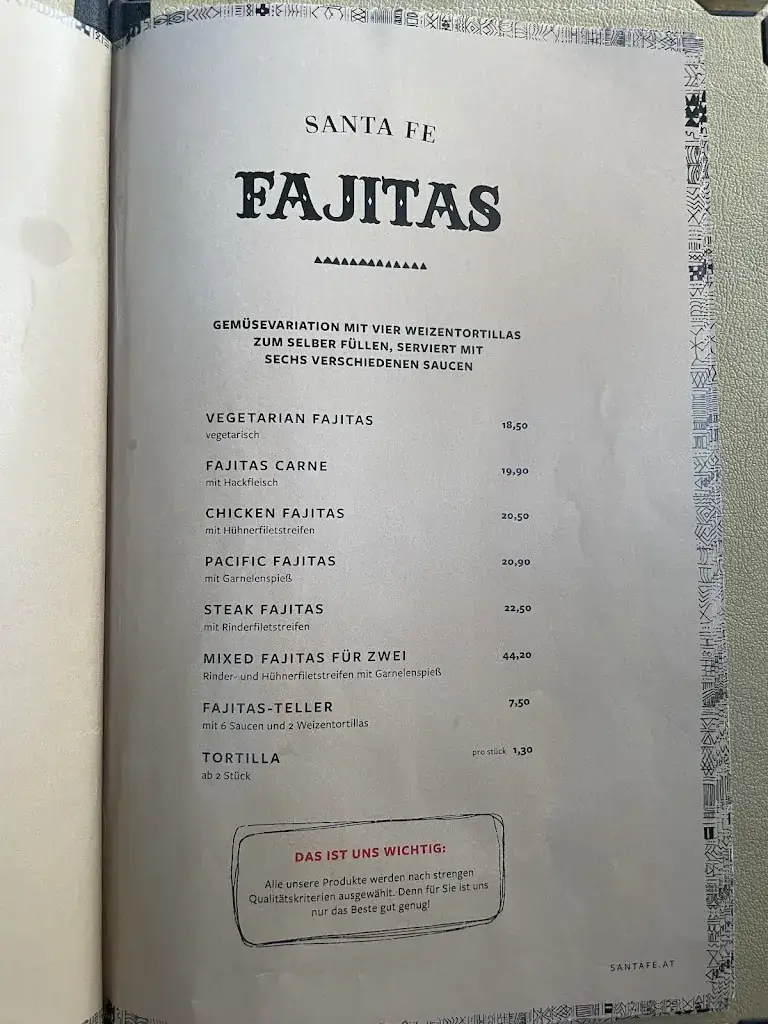 SANTA FE
FAJITAS
GEMÜSEVARIATION MIT VIER WEIZENTORTILLAS
ZUM SELBER FÜLLEN, SERVIERT MIT
SECHS VERSCHIEDENEN SAUCEN
VEGETARIAN FAJITAS 18,50
vegetarisch
FAJITAS CARNE 19,90
mit Hackfleisch
CHICKEN FAJITAS 20,50
mit Hühnerfiletstreifen
PACIFIC FAJITAS 20,90
mit Garnelenspieß
STEAK FAJITAS 22,50
mit Rinderfiletstreifen
MIXED FAJITAS FÜR ZWEI 44,20
Rinder- und Hühnerfiletstreifen mit Garnelenspieß
FAJITAS-TELLER 7,50
mit 6 Saucen und 2 Weizentortillas
TORTILLA pro stück 1,30
ab 2 Stück
DAS IST UNS WICHTIG:
Alle unsere Produkte werden nach strengen
Qualitätskriterien ausgewählt. Denn für Sie ist uns
nur das Beste gut genug!
SANTAFE.AT